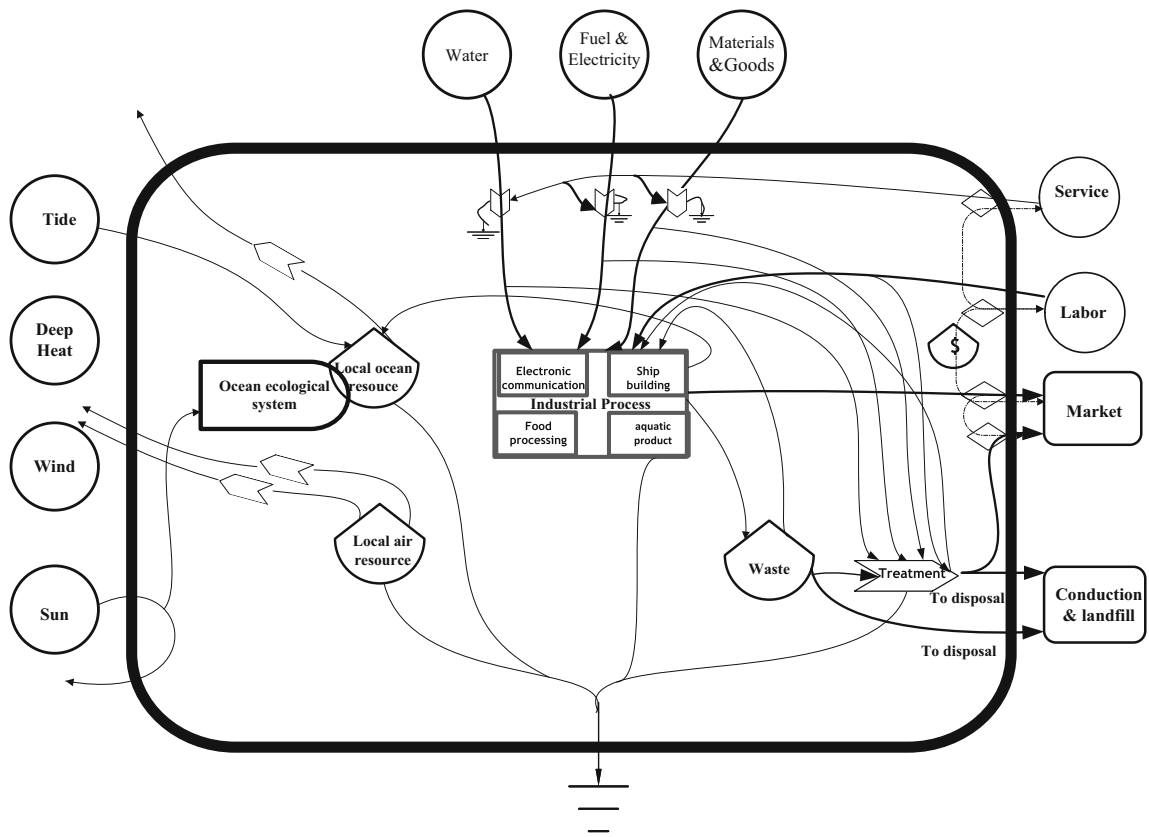 Water
Fuel &
Electricity
Materials
&Goods
Tide
Service
Deep
Heat
Labor
$
Local ocean
resouce
Ocean ecological
system
Electronic
communication
Ship
building
Industrial Process
Food
processing
aquatic
product
Market
Wind
Local air
resource
Waste
Treatment
To disposal
Conduction
& landfill
Sun
To disposal